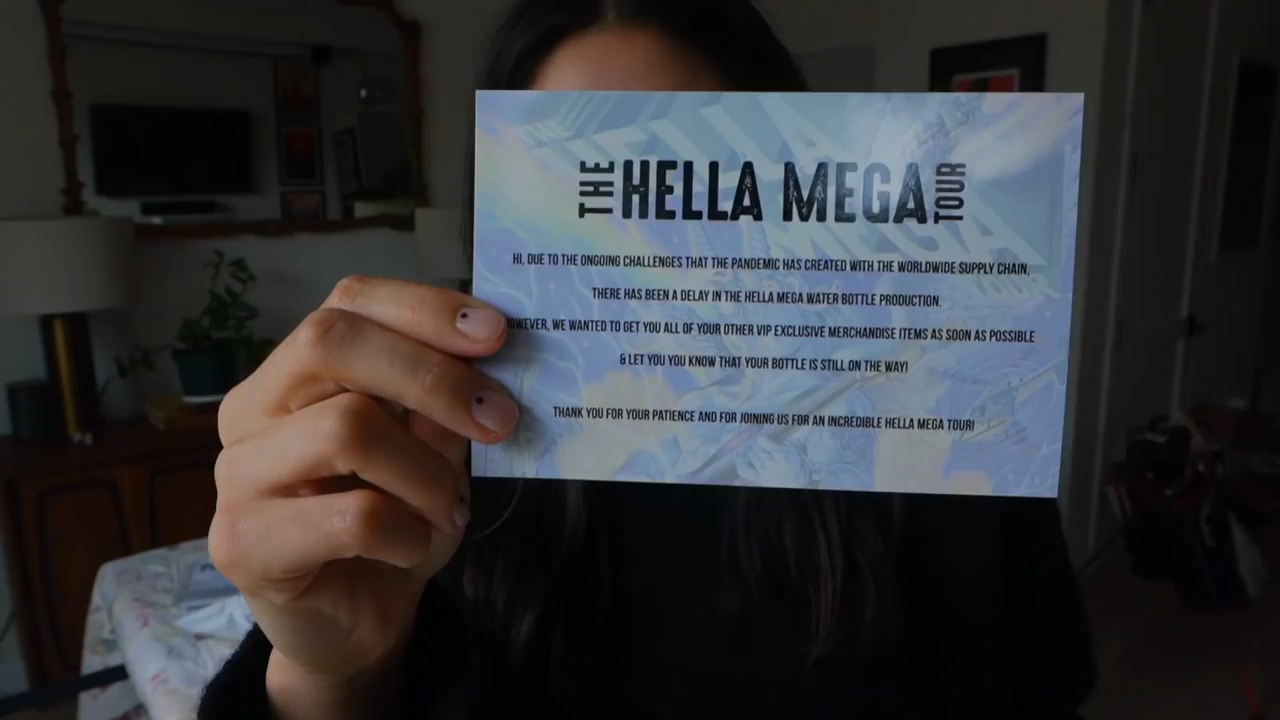 THE HELLA MEGA TOUR
HI, DUE TO THE ONGOING CHALLENGES THAT THE PANDEMIC HAS CREATED WITH THE WORLDWIDE SUPPLY CHAIN,
THERE HAS BEEN A DELAY IN THE HELLA MEGA WATER BOTTLE PRODUCTION.
OWEVER, WE WANTED TO GET YOU ALL OF YOUR OTHER VIP EXCLUSIVE MERCHANDISE ITEMS AS SOON AS POSSIBLE
& LET YOU YOU KNOW THAT YOUR BOTTLE IS STILL ON THE WAY!
THANK YOU FOR YOUR PATIENCE AND FOR JOINING US FOR AN INCREDIBLE HELLA MEGA TOUR!